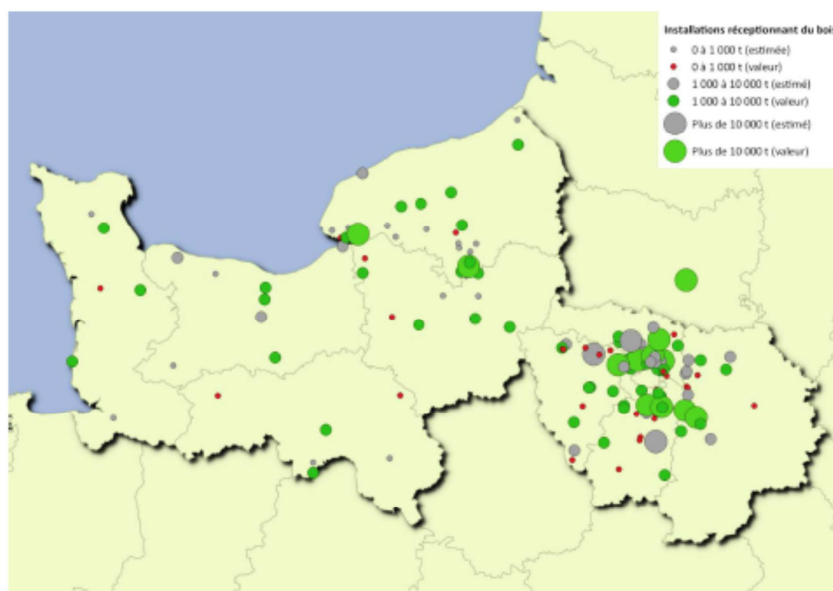 Installations réceptionnant du bois
0 à 1 000 t (estimée)
0 à 1 000 t (valeur)
1 000 à 10 000 t (estimé)
1 000 à 10 000 t (valeur)
Plus de 10 000 t (estimé)
Plus de 10 000 t (valeur)